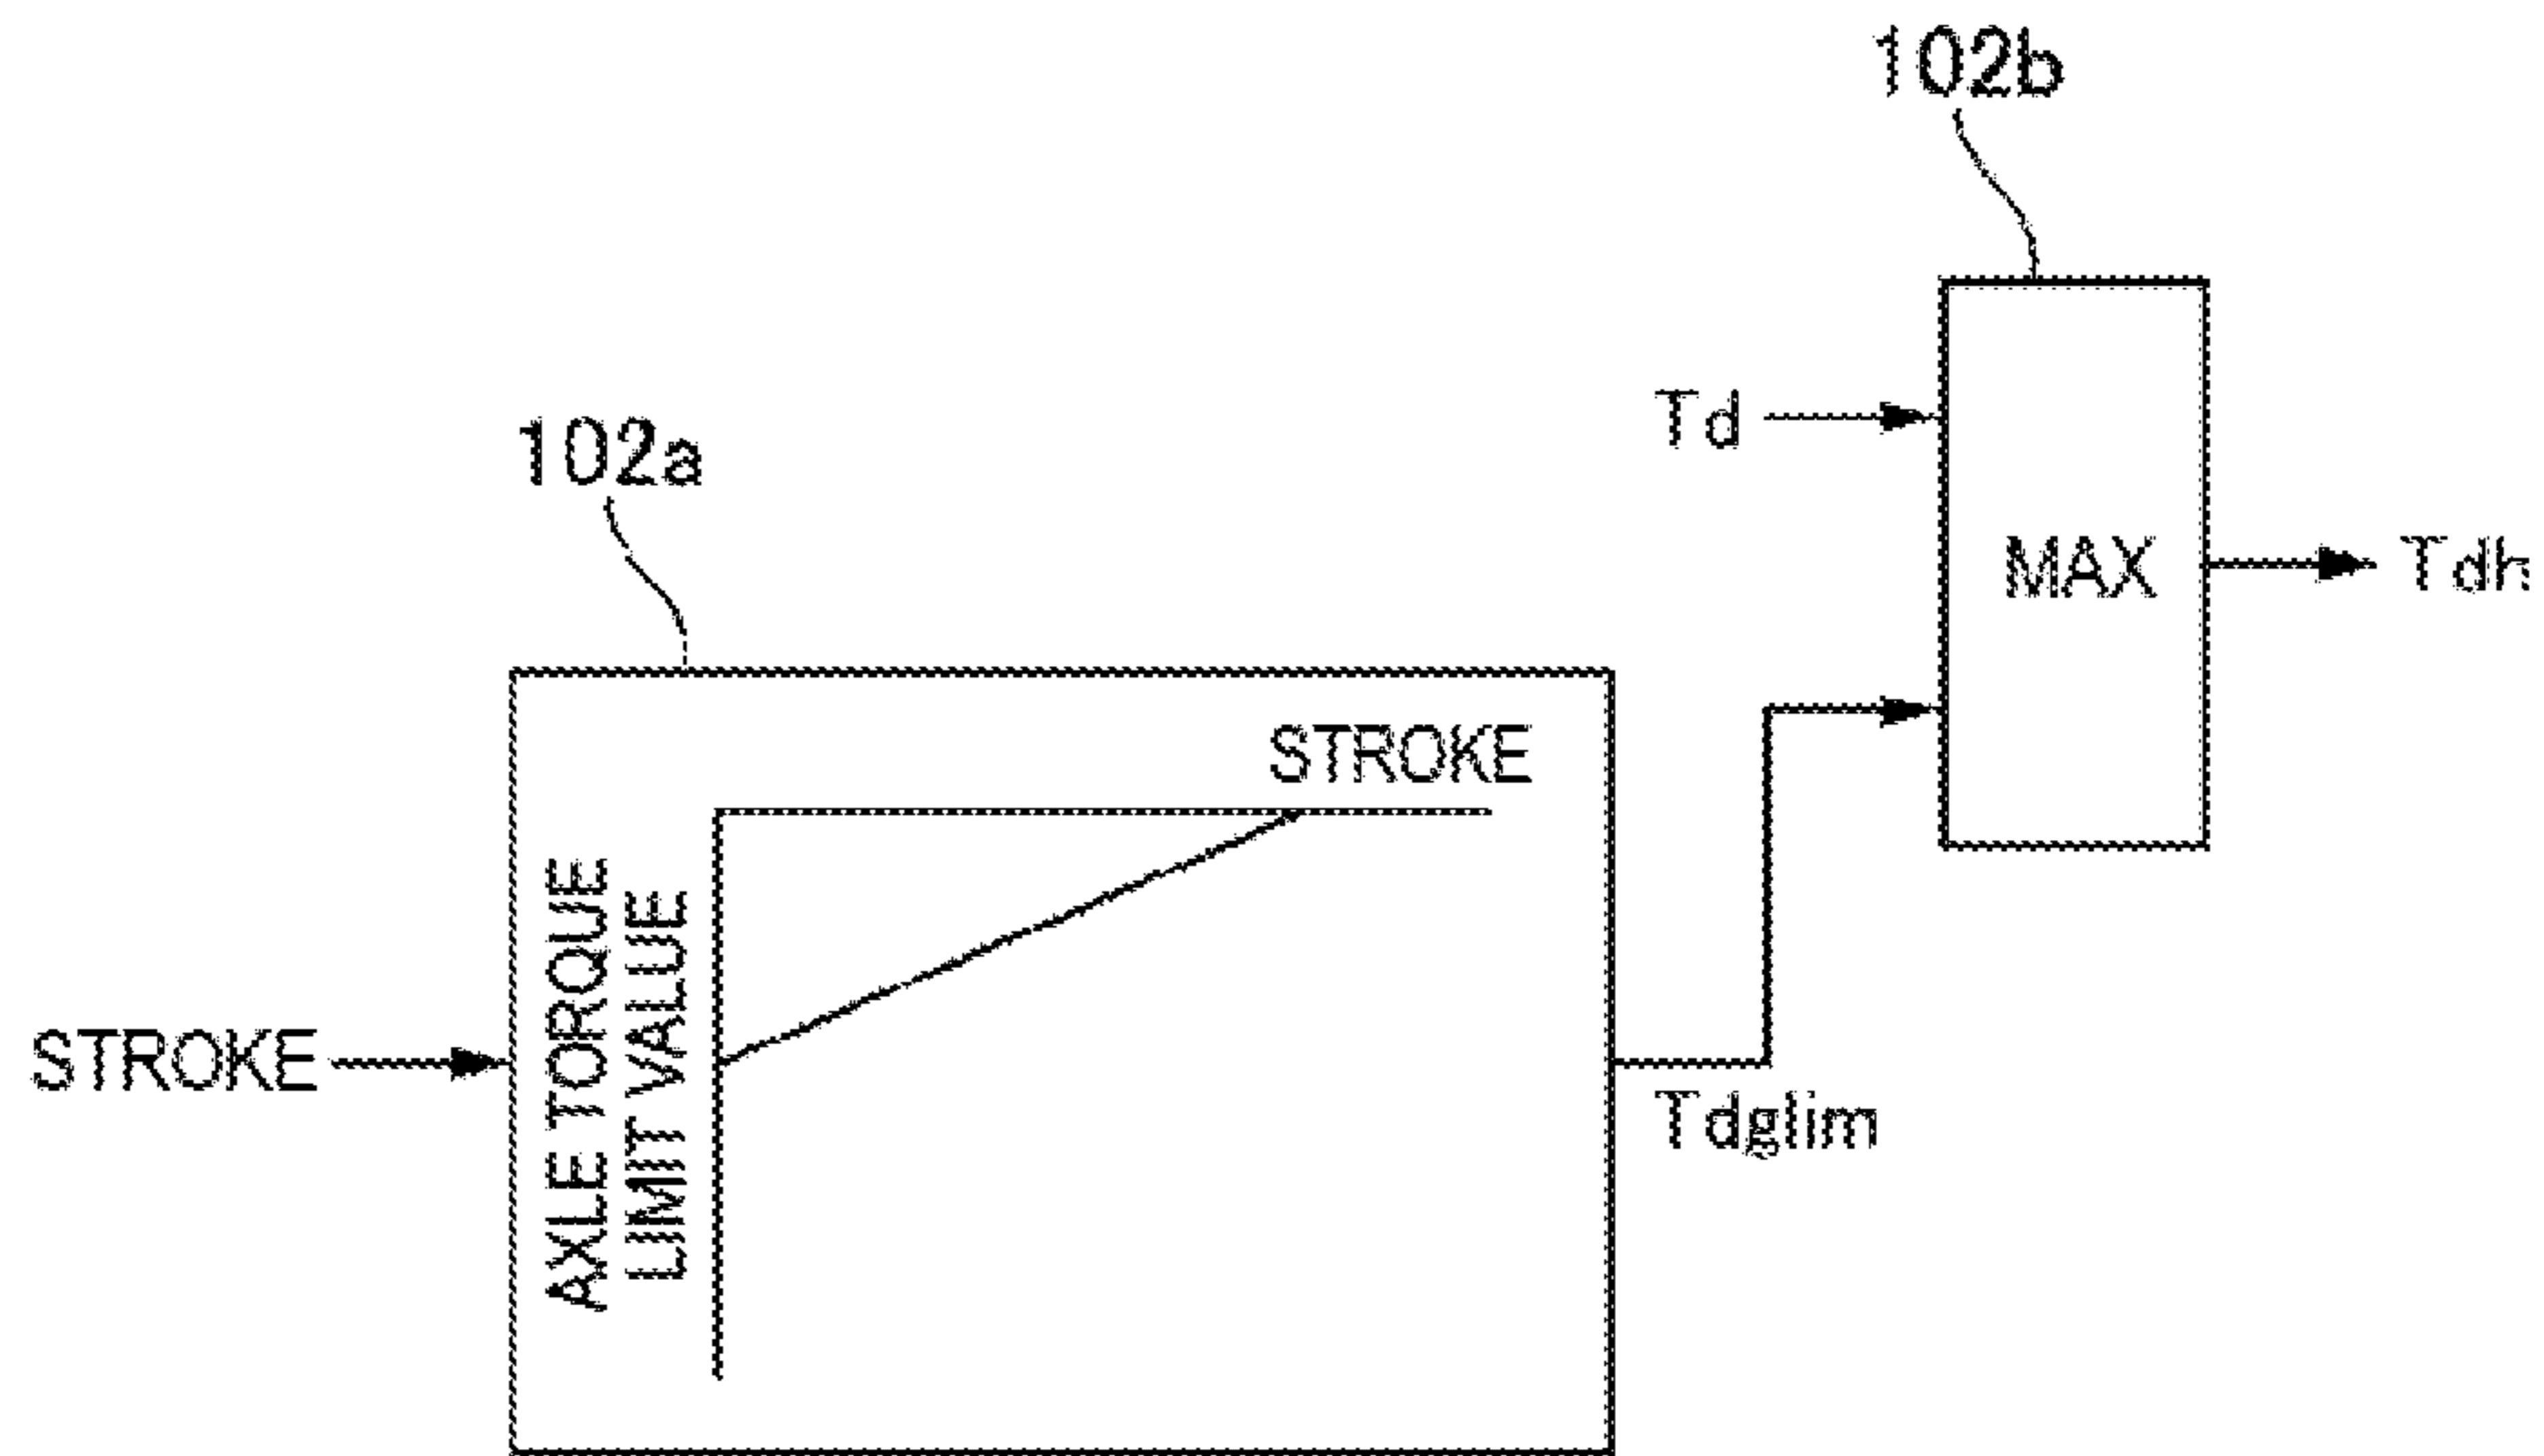 102b
Td
102a
MAX
Tdh
STROKE
AXLE TORQUE
LIMIT VALUE
STROKE
Tdglim